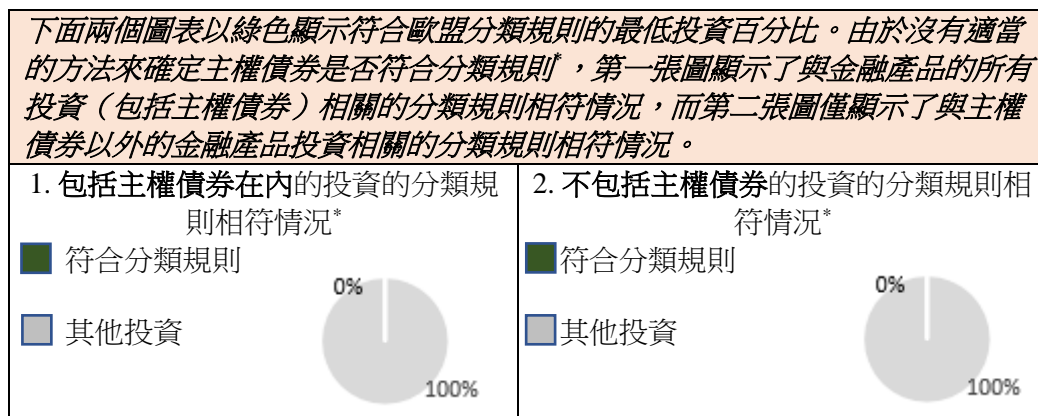 下面兩個圖表以綠色顯示符合歐盟分類規則的最低投資百分比。由於沒有適當
的方法來確定主權債券是否符合分類規則*，第一張圖顯示了與金融產品的所有
投資（包括主權債券）相關的分類規則相符情況，而第二張圖僅顯示了與主權
債券以外的金融產品投資相關的分類規則相符情況。
1. 包括主權債券在內的投資的分類規
則相符情況*
符合分類規則
0%
其他投資
100%
2. 不包括主權債券的投資的分類規則相
符情況*
符合分類規則
0%
其他投資
100%